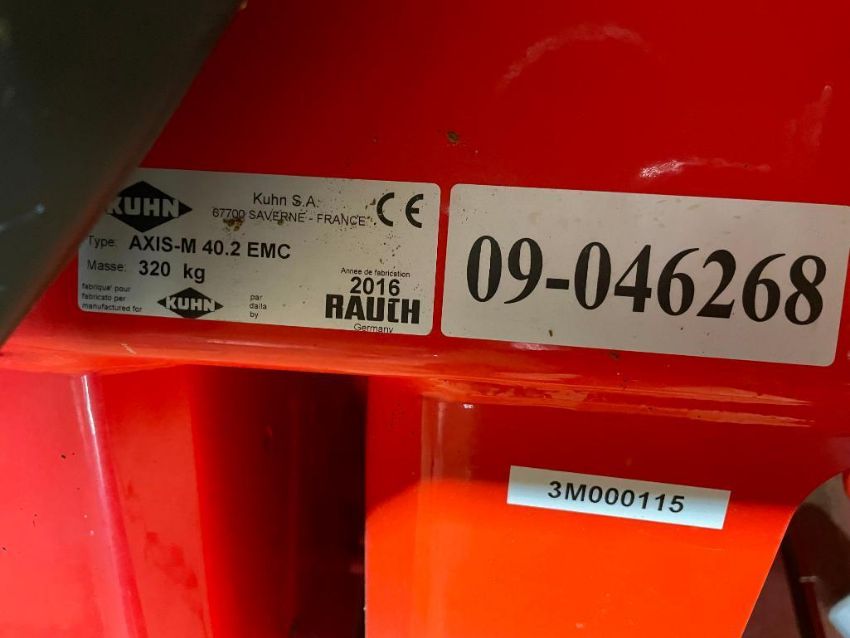 KUHN
Kuhn S.A.
67700 SAVERNE - FRANCE
CE
Type: AXIS-M 40.2 EMC
Masse: 320 kg
fabriqué pour
fabricato per
manufactured for
KUHN
par
dalla
by
Annee de fabrication
2016
RAUCH
Germany
09-046268
3M000115